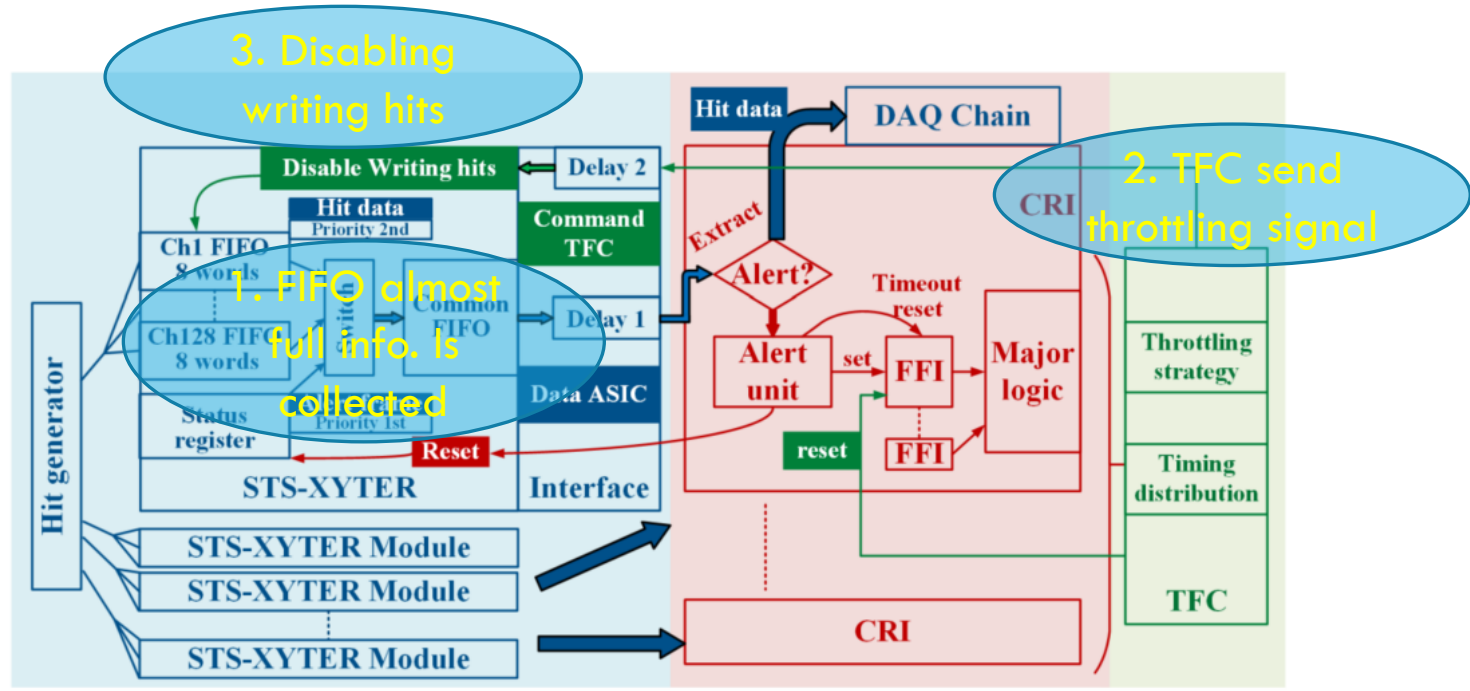 3. Disabling
writing hits
Hit data
DAQ Chain
Disable Writing hits
Delay 2
2. TFC send
throttling signal
CRI
Hit data
Priority 2nd
Command
TFC
Extract
Ch1 FIFO
8 words
1. FIFO almost
full info. Is
collected
Switch
Common
FIFO
Delay 1
Alert?
Timeout
reset
Ch128 FIFO
8 words
Alert
unit
set
FFI
Major
logic
Throttling
strategy
Data ASIC
Priority 1st
Status
register
Reset
reset
FFI
Timing
distribution
STS-XYTER
Interface
Hit generator
STS-XYTER Module
STS-XYTER Module
STS-XYTER Module
CRI
TFC